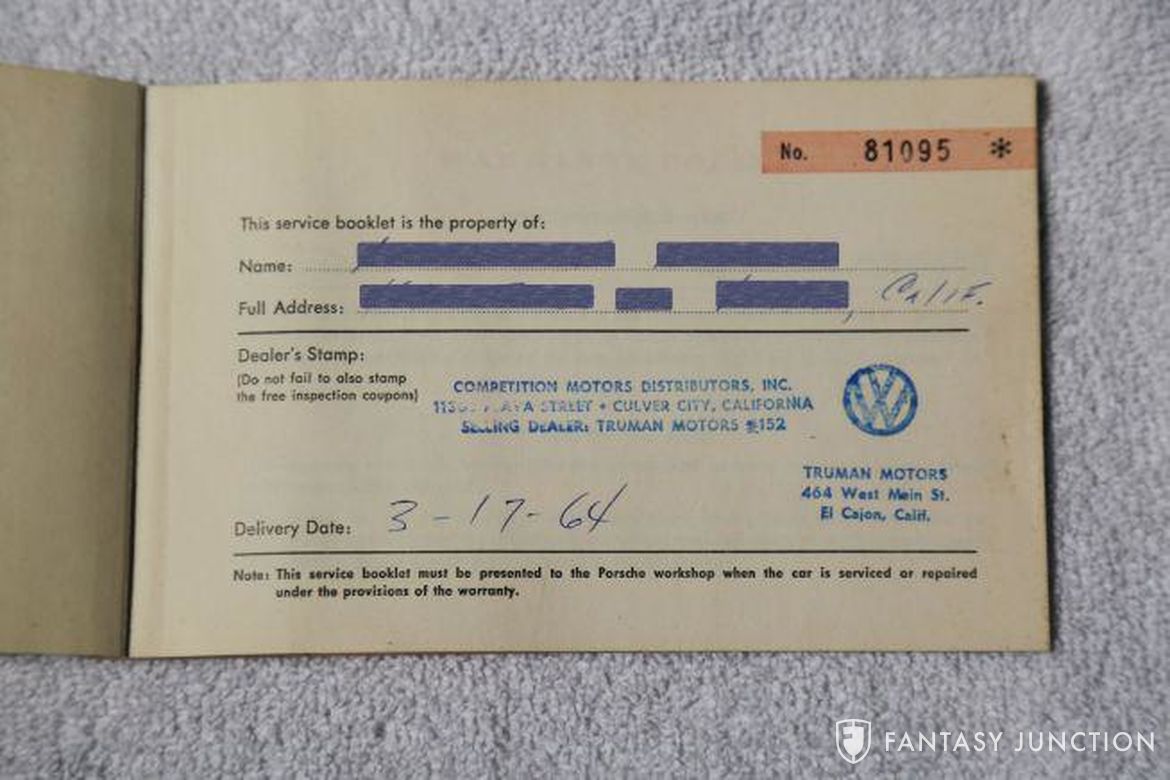 No. 81095 *
This service booklet is the property of:
Name:
Full Address: Calif.
Dealer's Stamp:
(Do not fail to also stamp
the free inspection coupons)
COMPETITION MOTORS DISTRIBUTORS, INC.
STREET • CULVER CITY, CALIFORNIA
SELLING DEALER: TRUMAN MOTORS #152
VW
TRUMAN MOTORS
464 West Main St.
El Cajon, Calif.
Delivery Date: 3-17-64
Note: This service booklet must be presented to the Porsche workshop when the car is serviced or repaired
under the provisions of the warranty.
FANTASY JUNCTION